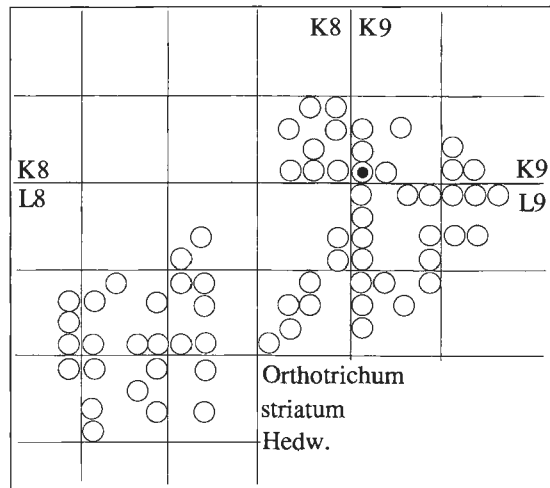 K8 K9
K8 K9
L8 L9
Orthotrichum
striatum
Hedw.